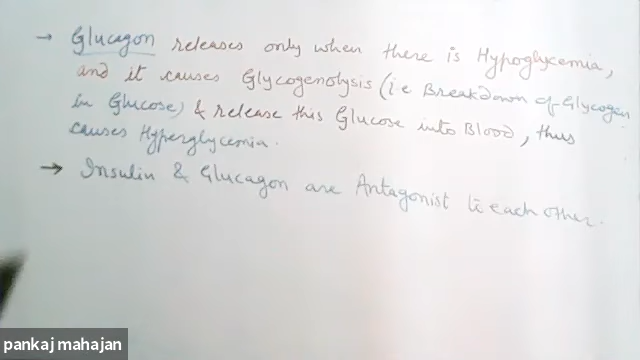 → Glucagon releases only when there is Hypoglycemia,
and it causes Glycogenolysis (i.e Breakdown of Glycogen
in Glucose) & release this Glucose into Blood, thus
causes Hyperglycemia.
→ Insulin & Glucagon are Antagonist to each other.
pankaj mahajan